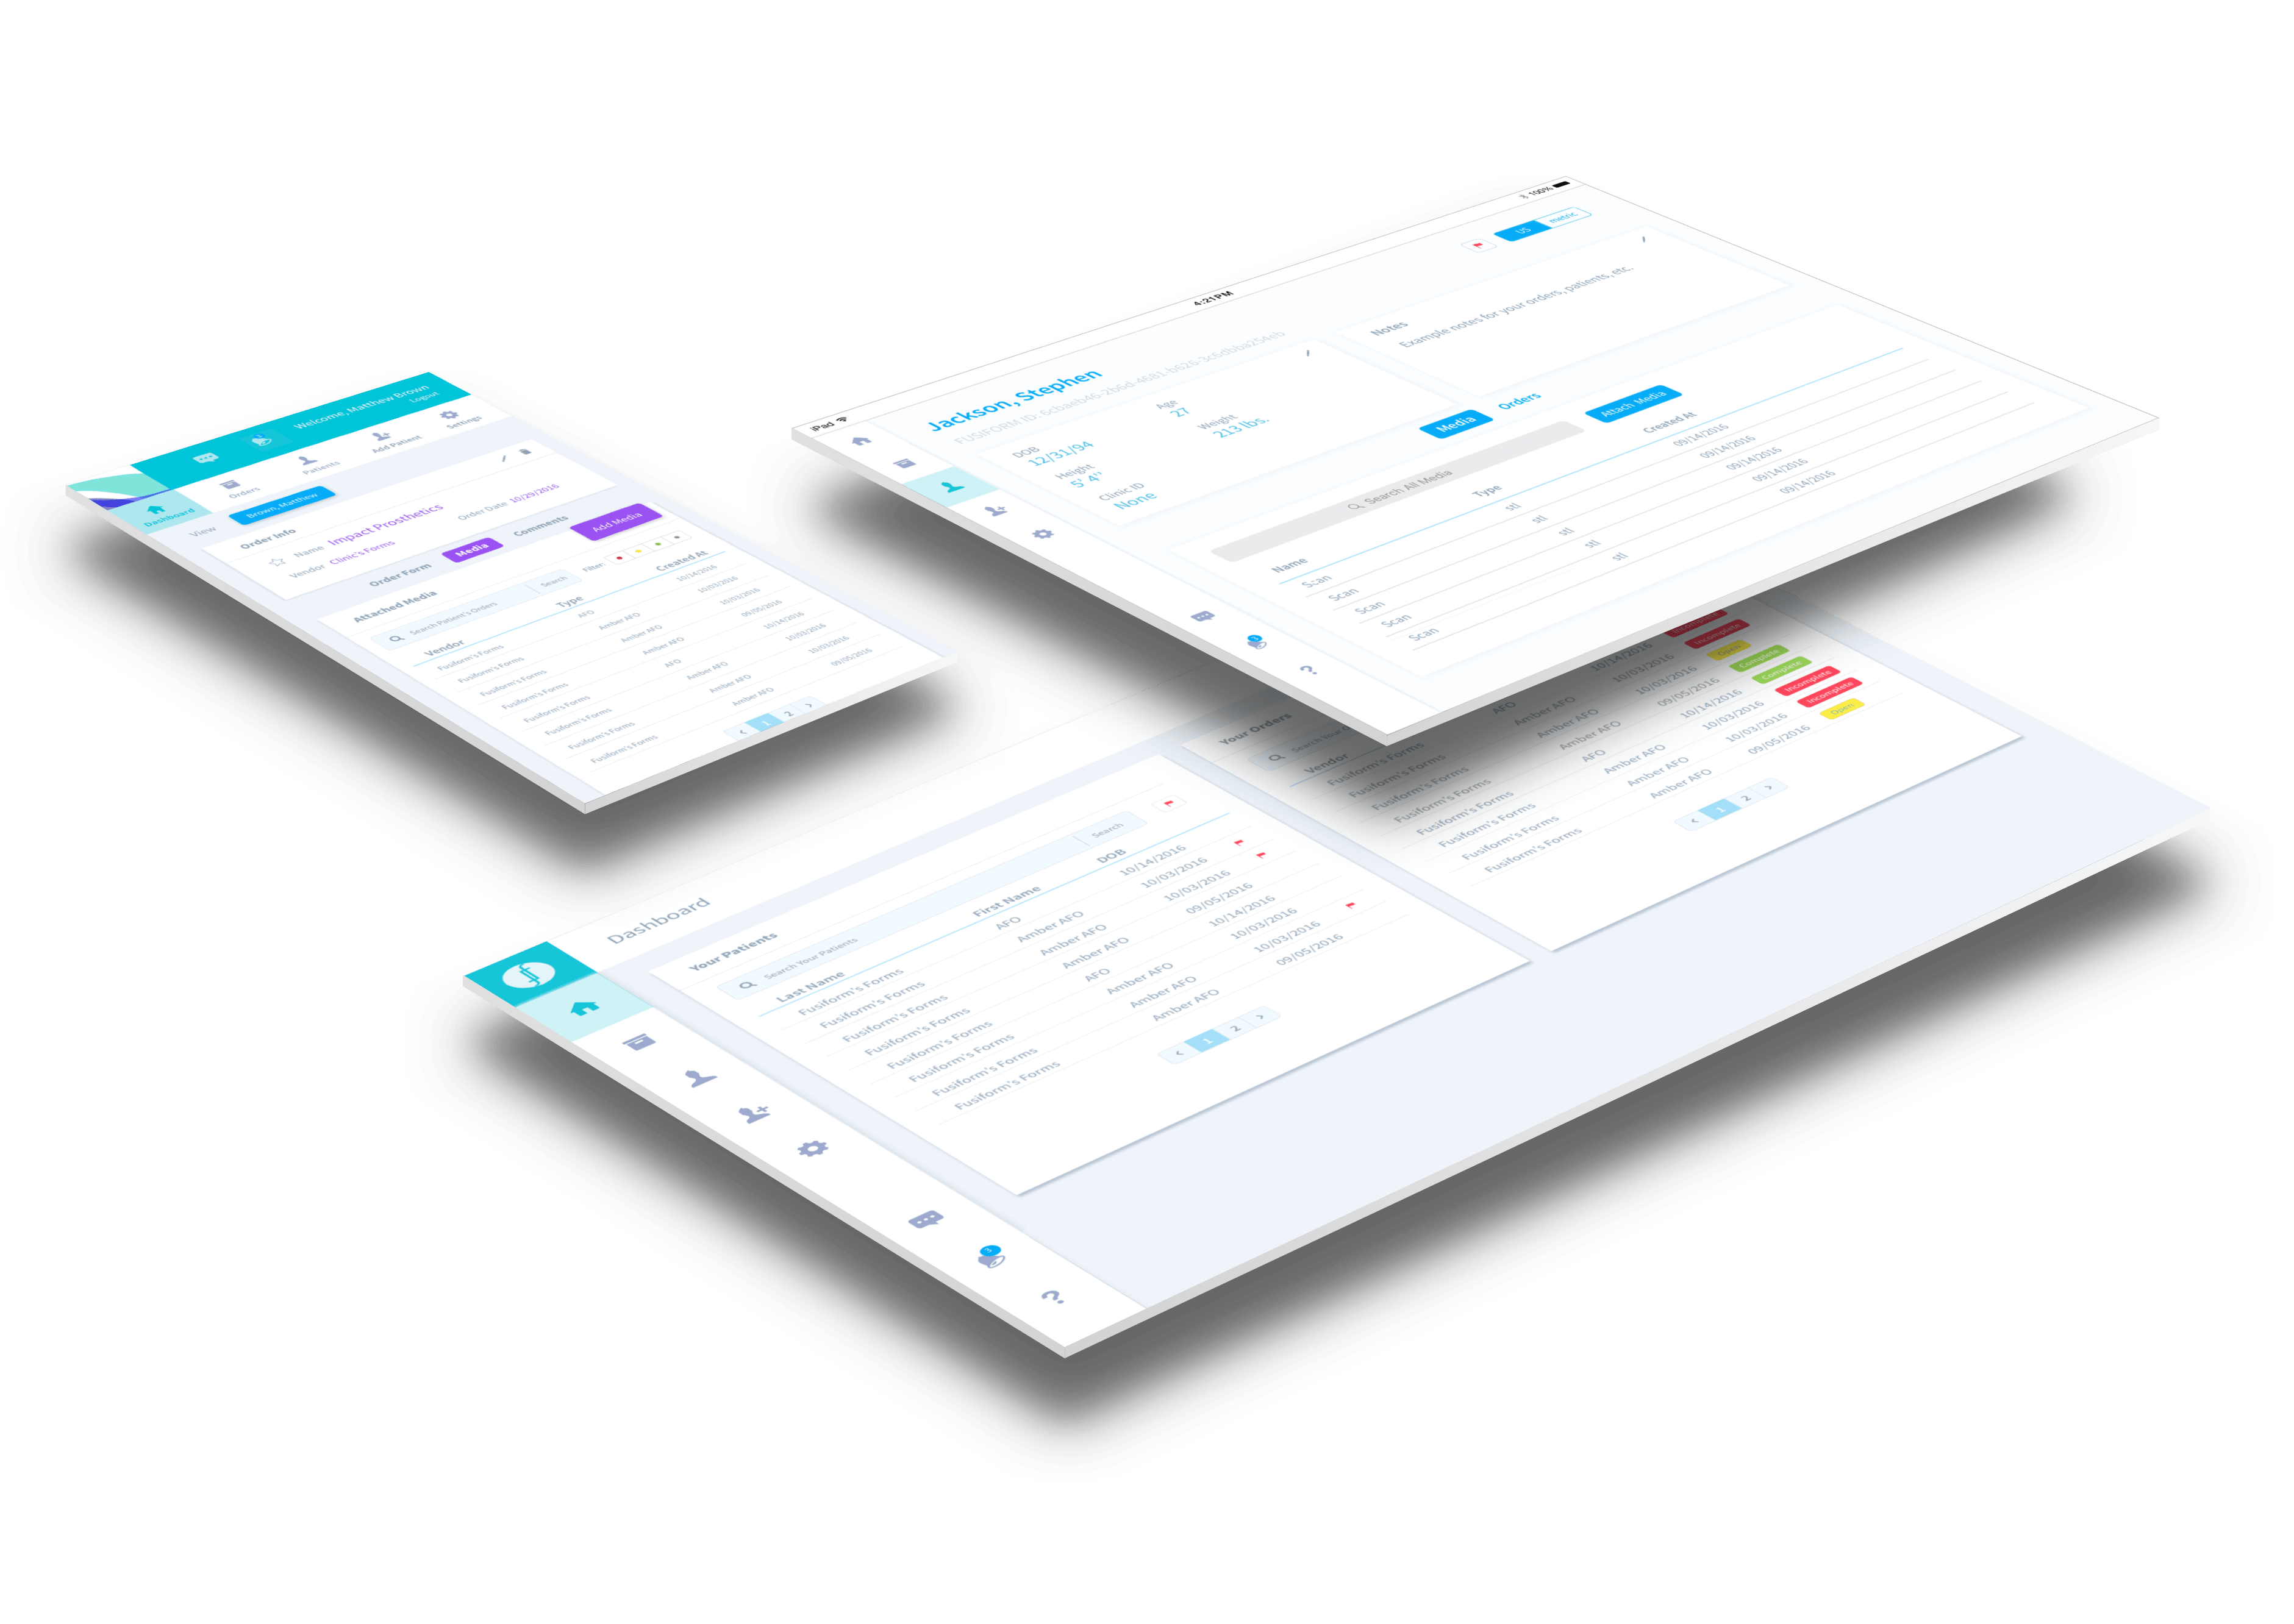 Welcome, Matthew Brown
Logout
Dashboard
Orders
Patients
Add Patient
Settings
View
Brown, Matthew
Order Info
Name Impact Prosthetics
Order Date 10/29/2016
Vendor Clinic's Forms
Order Form
Media
Comments
Attached Media
Add Media
Search Patient's Orders
Search
Filter:
Vendor Type Created At
Fusiform's Forms AFO 10/14/2016
Fusiform's Forms Amber AFO 10/03/2016
Fusiform's Forms Amber AFO 10/03/2016
Fusiform's Forms Amber AFO 09/05/2016
Fusiform's Forms AFO 10/14/2016
Fusiform's Forms Amber AFO 10/03/2016
Fusiform's Forms Amber AFO 10/03/2016
Fusiform's Forms Amber AFO 09/05/2016
1 2
iPad
4:21PM
100%
Jackson, Stephen
US metric
FUSIFORM ID:
DOB
12/31/94
Age
27
Height
5' 4"
Weight
213 lbs.
Clinic ID
None
Notes
Example notes for your orders, patients, etc.
Media
Orders
Search All Media
Attach Media
Name Type Created At
Scan stl 09/14/2016
Scan stl 09/14/2016
Scan stl 09/14/2016
Scan stl 09/14/2016
Scan stl 09/14/2016
3
?
Dashboard
Your Patients
Search Your Patients
Search
Last Name First Name DOB
Fusiform's Forms AFO 10/14/2016
Fusiform's Forms Amber AFO 10/03/2016
Fusiform's Forms Amber AFO 10/03/2016
Fusiform's Forms Amber AFO 09/05/2016
Fusiform's Forms AFO 10/14/2016
Fusiform's Forms Amber AFO 10/03/2016
Fusiform's Forms Amber AFO 10/03/2016
Fusiform's Forms Amber AFO 09/05/2016
1 2
Your Orders
Search Your
Vendor
Fusiform's Forms AFO 10/14/2016 Incomplete
Fusiform's Forms Amber AFO 10/03/2016 Incomplete
Fusiform's Forms Amber AFO 10/03/2016 Open
Fusiform's Forms Amber AFO 09/05/2016 Complete
Fusiform's Forms AFO 10/14/2016 Complete
Fusiform's Forms Amber AFO 10/03/2016 Incomplete
Fusiform's Forms Amber AFO 10/03/2016 Incomplete
Fusiform's Forms Amber AFO 09/05/2016 Open
1 2
3
?